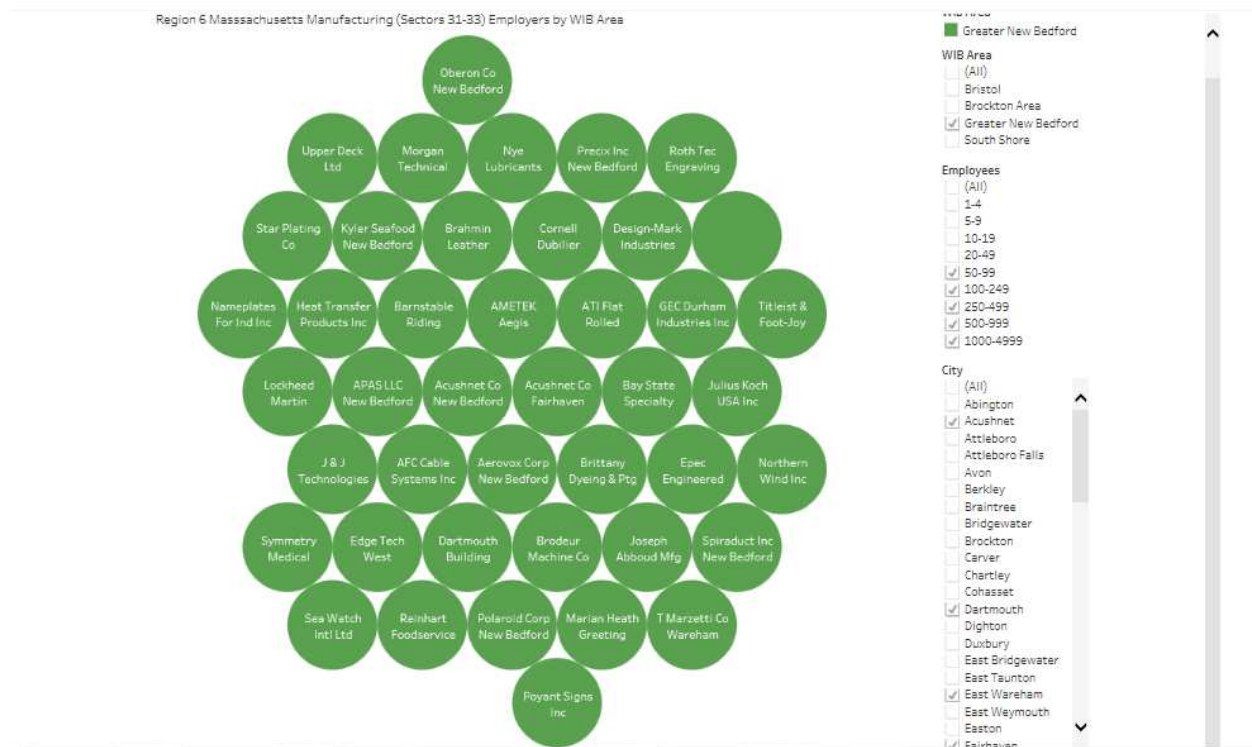 Region 6 Masssachusetts Manufacturing (Sectors 31-33) Employers by WIB Area
Oberon Co
New Bedford
Upper Deck
Ltd
Morgan
Technical
Nye
Lubricants
Precix Inc
New Bedford
Roth Tec
Engraving
Star Plating
Co
Kyler Seafood
New Bedford
Brahmin
Leather
Cornell
Dubilier
Design-Mark
Industries
Nameplates
For Ind Inc
Heat Transfer
Products Inc
Barnstable
Riding
AMETEK
Aegis
ATI Flat
Rolled
GEC Durham
Industries Inc
Titleist &
Foot-Joy
Lockheed
Martin
APAS LLC
New Bedford
Acushnet Co
New Bedford
Acushnet Co
Fairhaven
Bay State
Specialty
Julius Koch
USA Inc
J & J
Technologies
AFC Cable
Systems Inc
Aerovox Corp
New Bedford
Brittany
Dyeing & Ptg
Epec
Engineered
Northern
Wind Inc
Symmetry
Medical
Edge Tech
West
Dartmouth
Building
Brodeur
Machine Co
Joseph
Abboud Mfg
Spiraduct Inc
New Bedford
Sea Watch
Intl Ltd
Reinhart
Foodservice
Polaroid Corp
New Bedford
Marian Heath
Greeting
T Marzetti Co
Wareham
Poyant Signs
Inc
WIB Area
Greater New Bedford
WIB Area
(All)
Bristol
Brockton Area
Greater New Bedford
South Shore
Employees
(All)
1-4
5-9
10-19
20-49
50-99
100-249
250-499
500-999
1000-4999
City
(All)
Abington
Acushnet
Attleboro
Attleboro Falls
Avon
Berkley
Braintree
Bridgewater
Brockton
Carver
Chartley
Cohasset
Dartmouth
Dighton
Duxbury
East Bridgewater
East Taunton
East Wareham
East Weymouth
Easton
Fairhaven